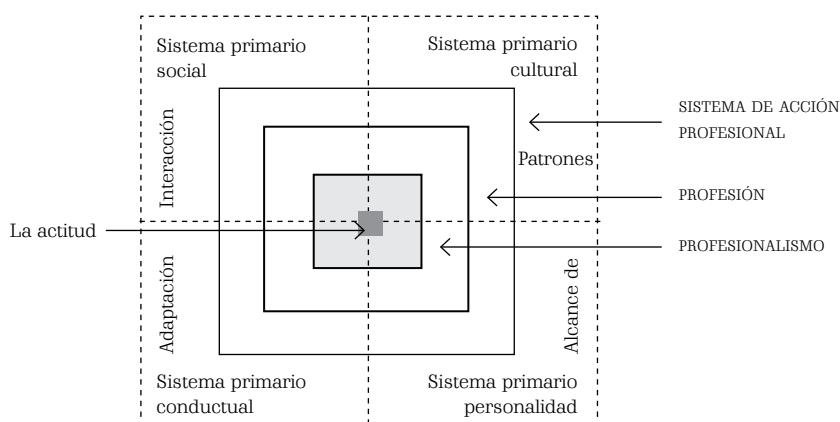 Sistema primario
social
Sistema primario
cultural
SISTEMA DE ACCIÓN
PROFESIONAL
Interacción
Patrones
PROFESIÓN
La actitud
PROFESIONALISMO
Adaptación
Alcance de
Sistema primario
conductual
Sistema primario
personalidad